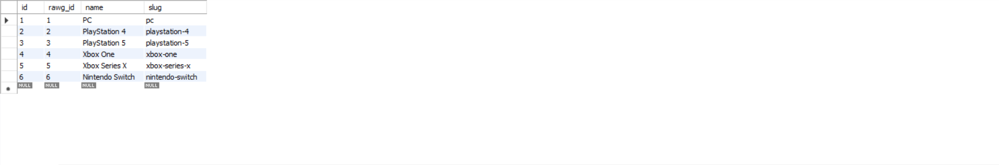 id rawg_id name slug
1 1 PC pc
2 2 PlayStation 4 playstation-4
3 3 PlayStation 5 playstation-5
4 4 Xbox One xbox-one
5 5 Xbox Series X xbox-series-x
6 6 Nintendo Switch nintendo-switch
NULL NULL NULL NULL